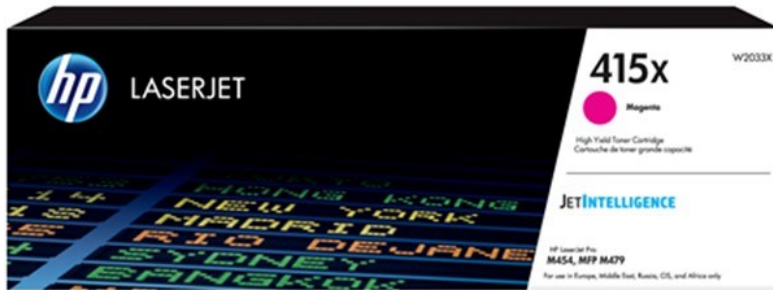 hp
LASERJET
HONG KONG
NEW YORK
MADRID
RIO DE JANE
SYDNEY
BANGKOK
415x
W2033X
Magenta
High Yield Toner Cartridge
Cartouche de toner grande capacité
JETINTELLIGENCE
HP LaserJet Pro
M454, MFP M479
For use in Europe, Middle East, Russia, CIS, and Africa only